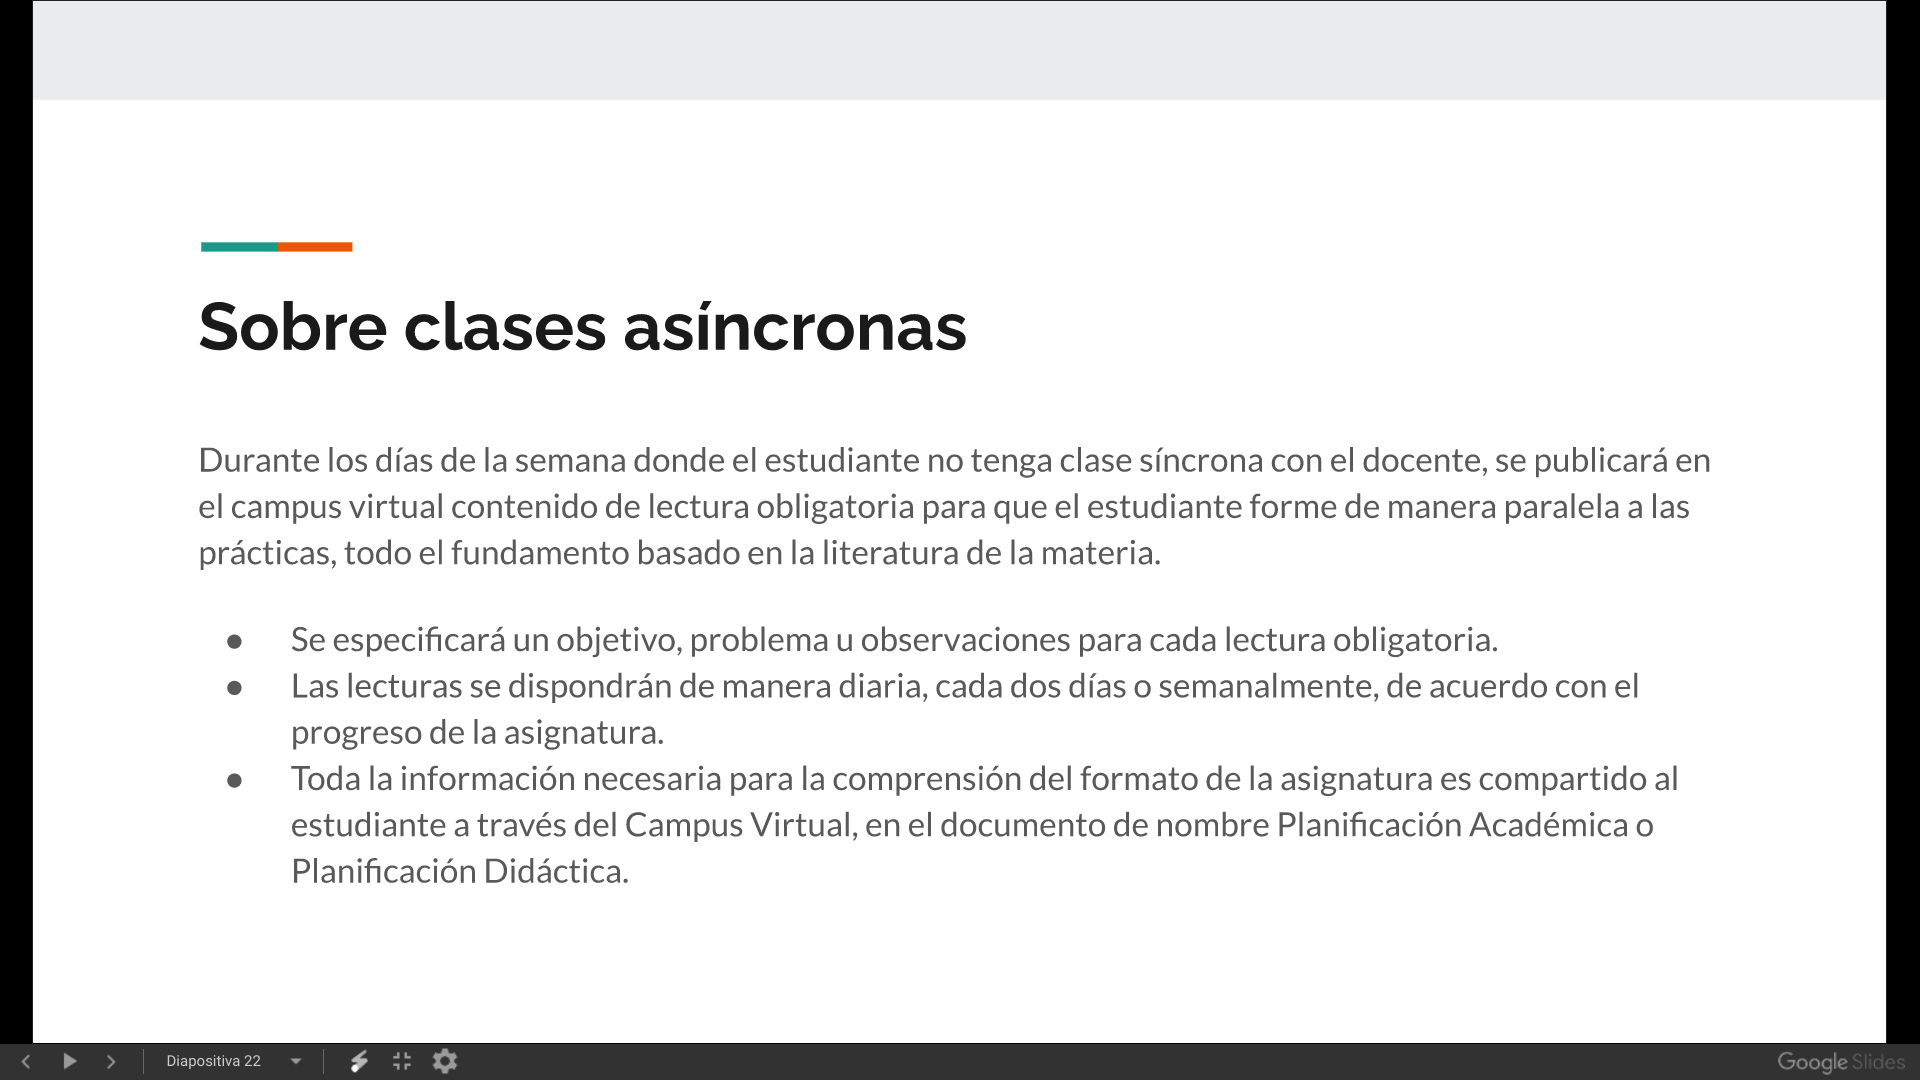 Sobre clases asíncronas
Durante los días de la semana donde el estudiante no tenga clase síncrona con el docente, se publicará en
el campus virtual contenido de lectura obligatoria para que el estudiante forme de manera paralela a las
prácticas, todo el fundamento basado en la literatura de la materia.
● Se especificará un objetivo, problema u observaciones para cada lectura obligatoria.
● Las lecturas se dispondrán de manera diaria, cada dos días o semanalmente, de acuerdo con el
progreso de la asignatura.
● Toda la información necesaria para la comprensión del formato de la asignatura es compartido al
estudiante a través del Campus Virtual, en el documento de nombre Planificación Académica o
Planificación Didáctica.
Diapositiva 22
Google Slides